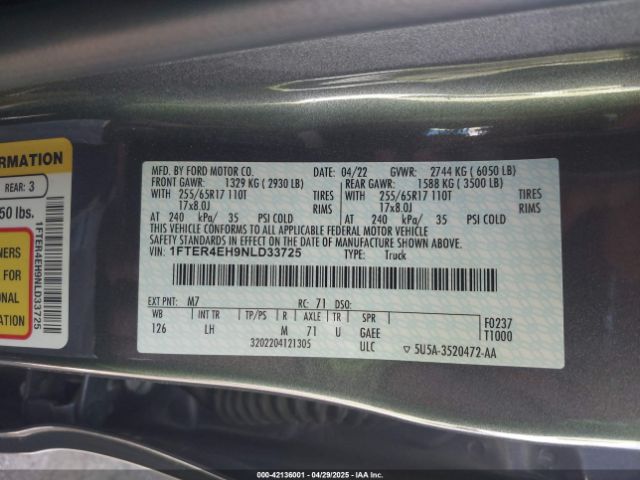 ORMATION
REAR: 3
50 lbs.
NERS
FOR
ONAL
N
1FTER4EH9NLD33725
MFD. BY FORD MOTOR CO. DATE: 04/22 GVWR: 2744 KG ( 6050 LB)
FRONT GAWR: 1329 KG ( 2930 LB) REAR GAWR: 1588 KG ( 3500 LB)
WITH 255/65R17 110T TIRES WITH 255/65R17 110T TIRES
17x8.0J RIMS 17x8.0J RIMS
AT 240 kPa/ 35 PSI COLD AT 240 kPa/ 35 PSI COLD
THIS VEHICLE CONFORMS TO ALL APPLICABLE FEDERAL MOTOR VEHICLE
SAFETY STANDARDS IN EFFECT ON THE DATE OF MANUFACTURE SHOWN ABOVE.
VIN: 1FTER4EH9NLD33725 TYPE: Truck
EXT PNT: M7 RC: 71 DSO:
WB INT TR TP/PS R AXLE TR SPR F0237
126 LH M 71 U GAEE T1000
3202204121305 ULC ▽ 5U5A-3520472-AA
000-42136001 - 04/29/2025 - IAAI